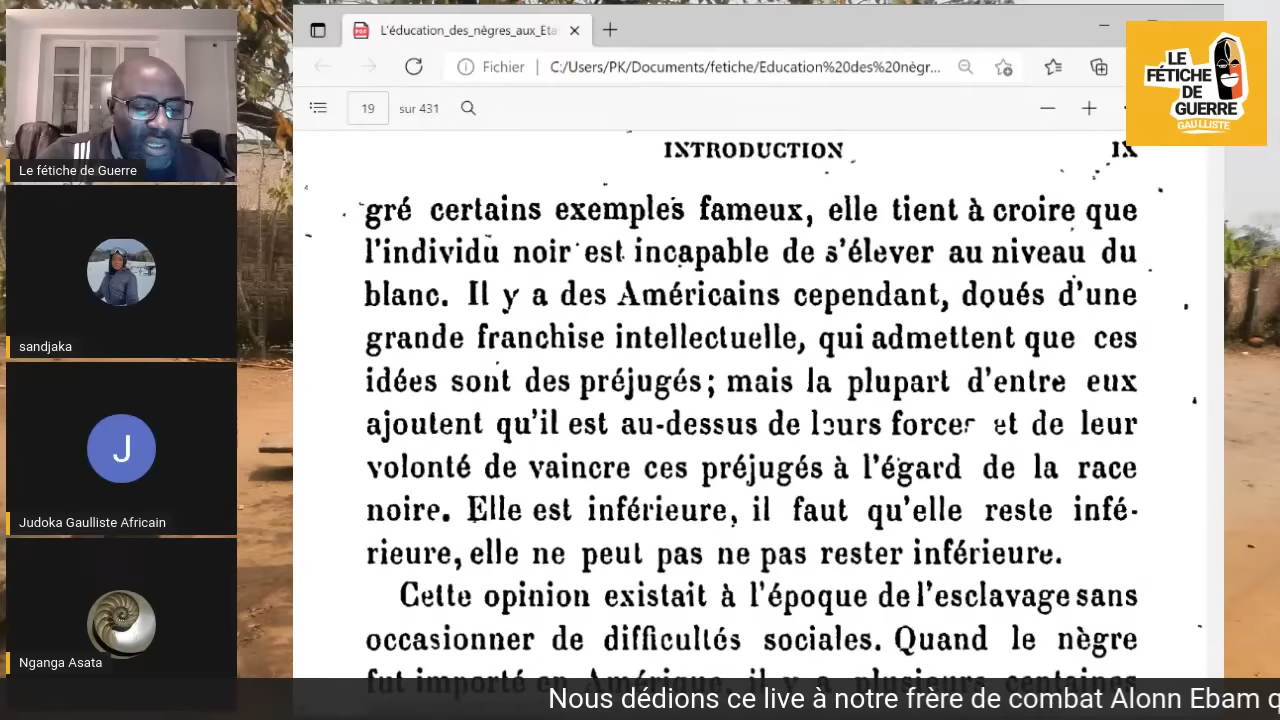 L'éducation_des_nègres_aux_Eta
Fichier
C:/Users/PK/Documents/fetiche/Education%20des%20nègr...
19
sur 431
LE
FÉTICHE
DE
GUERRE
GAULLISTE
Le fétiche de Guerre
sandjaka
J
Judoka Gaulliste Africain
Nganga Asata
INTRODUCTION IX
gré certains exemples fameux, elle tient à croire que
l'individu noir est incapable de s'élever au niveau du
blanc. Il y a des Américains cependant, doués d'une
grande franchise intellectuelle, qui admettent que ces
idées sont des préjugés; mais la plupart d'entre eux
ajoutent qu'il est au-dessus de leurs forces et de leur
volonté de vaincre ces préjugés à l'égard de la race
noire. Elle est inférieure, il faut qu'elle reste infé-
rieure, elle ne peut pas ne pas rester inférieure.
Cette opinion existait à l'époque de l'esclavage sans
occasionner de difficultés sociales. Quand le nègre
fut importé en Amérique, il y a plusieurs centaines
Nous dédions ce live à notre frère de combat Alonn Ebam q